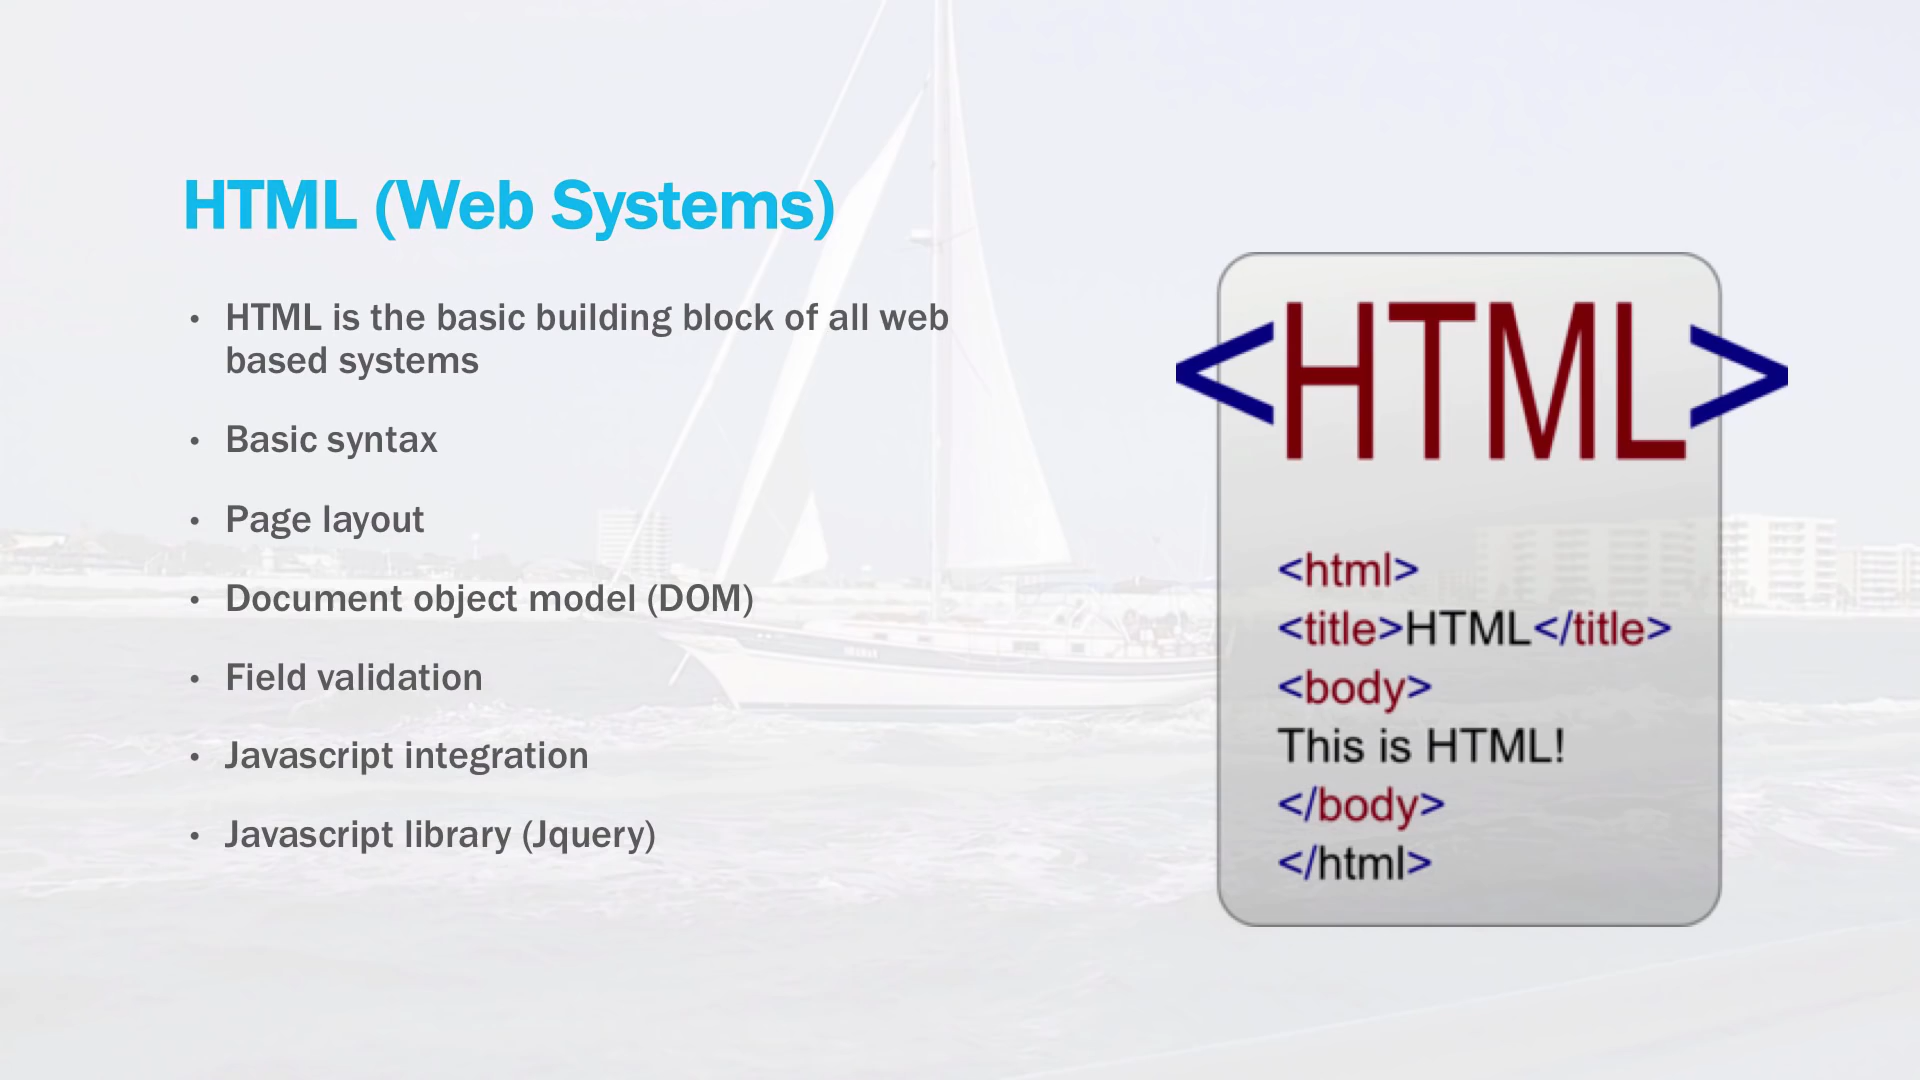 HTML (Web Systems)
• HTML is the basic building block of all web
based systems
• Basic syntax
• Page layout
• Document object model (DOM)
• Field validation
• Javascript integration
• Javascript library (Jquery)
<HTML>
<html>
<title>HTML</title>
<body>
This is HTML!
</body>
</html>